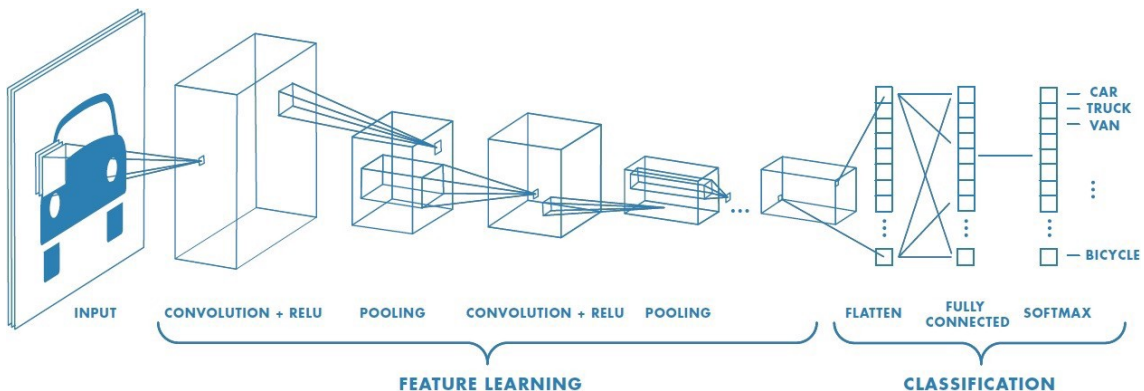 CAR
TRUCK
VAN
BICYCLE
INPUT
CONVOLUTION + RELU
POOLING
CONVOLUTION + RELU
POOLING
FLATTEN
FULLY
CONNECTED
SOFTMAX
FEATURE LEARNING
CLASSIFICATION